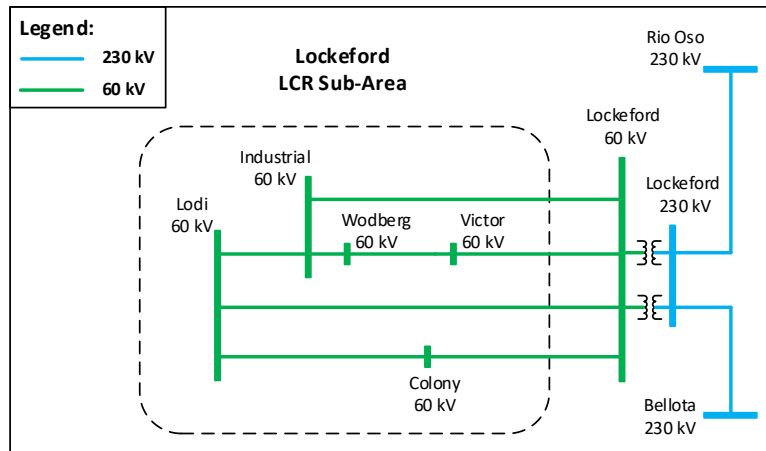 Legend:
230 kV
60 kV
Lockeford
LCR Sub-Area
Rio Oso
230 kV
Lockeford
60 kV
Industrial
60 kV
Lockeford
230 kV
Lodi
60 kV
Wodberg
60 kV
Victor
60 kV
Colony
60 kV
Bellota
230 kV